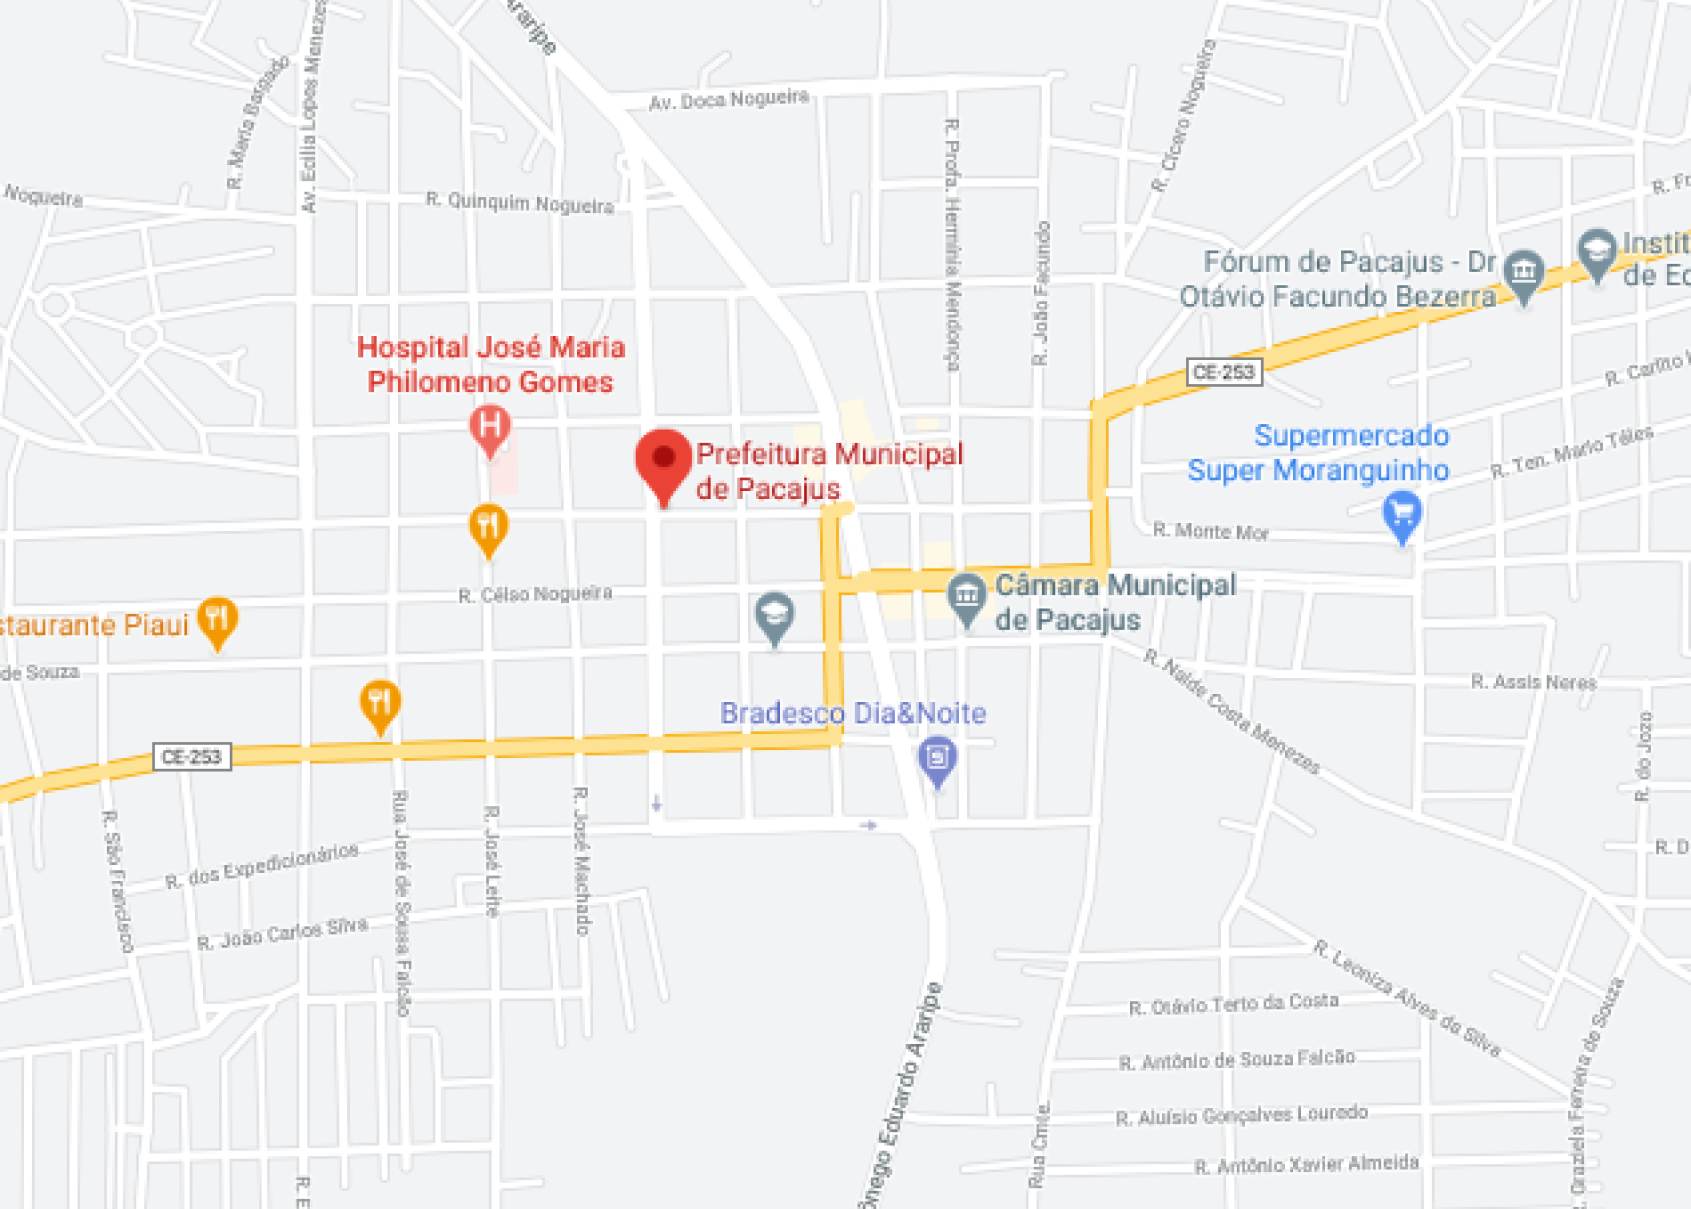 Araripe
R. Maria Bargado
Av. Ecilia Lopes Menezes
Av. Doca Nogueira
R. Profa. Hermínia Mendonça
R. Cícero Nogueira
Nogueira
R. Quinquim Nogueira
R. João Facundo
R. Fr
Fórum de Pacajus - Dr
Otávio Facundo Bezerra
Instit
de Ed
Hospital José Maria
Philomeno Gomes
CE-253
R. Carlito
Prefeitura Municipal
de Pacajus
Supermercado
Super Moranguinho
R. Ten. Mario Téles
R. Monte Mor
R. Célso Nogueira
Câmara Municipal
de Pacajus
staurante Piaui
de Souza
R. Naide Costa Menezes
R. Assis Neres
Bradesco Dia&Noite
CE-253
R. do Jozo
R. São Francisco
Rua José de Sousa Falcão
R. José Leite
R. José Machado
R. dos Expedicionários
R. D
R. João Carlos Silva
R. Leoniza Alves da Silva
R. Otávio Terto da Costa
R. Antônio de Souza Falcão
R. Aluísio Gonçalves Louredo
R. Antônio Xavier Almeida
ônego Eduardo Araripe
Rua Cmte.
R. Graziela Ferreira de Souza
R. E